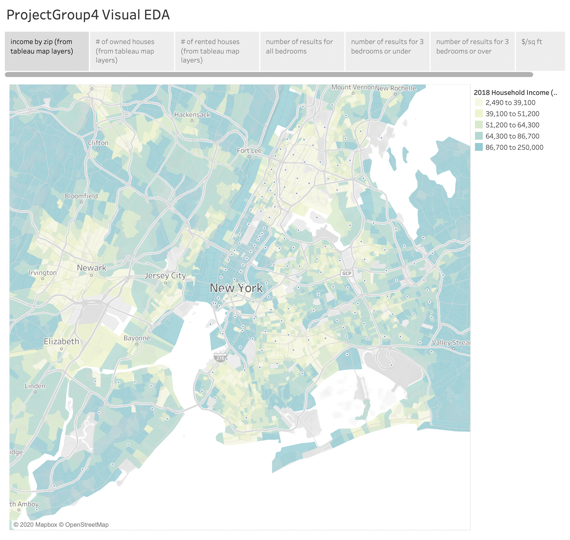 ProjectGroup4 Visual EDA
income by zip (from
tableau map layers)
# of owned houses
(from tableau map
layers)
# of rented houses
(from tableau map
layers)
number of results for
all bedrooms
number of results for 3
bedrooms or under
number of results for 3
bedrooms or over
$/sq ft
2018 Household Income (..
2,490 to 39,100
39,100 to 51,200
51,200 to 64,300
64,300 to 86,700
86,700 to 250,000
Mount Vernon
New Rochelle
Hackensack
Clifton
Fort Lee
Bloomfield
Irvington
Newark
Jersey City
New York
Elizabeth
Bayonne
Valley Strea
Linden
th Amboy
© 2020 Mapbox © OpenStreetMap